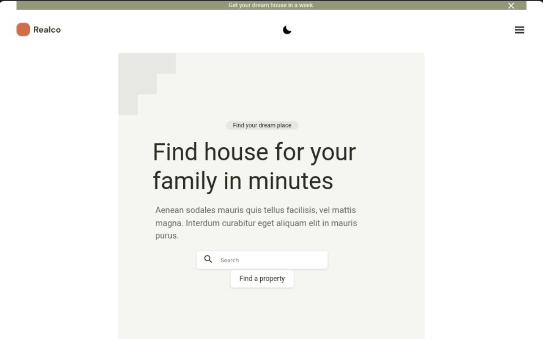 Get your dream house in a week
Realco
Find your dream place
Find house for your
family in minutes
Aenean sodales mauris quis tellus facilisis, vel mattis
magna. Interdum curabitur eget aliquam elit in mauris
purus.
Search
Find a property